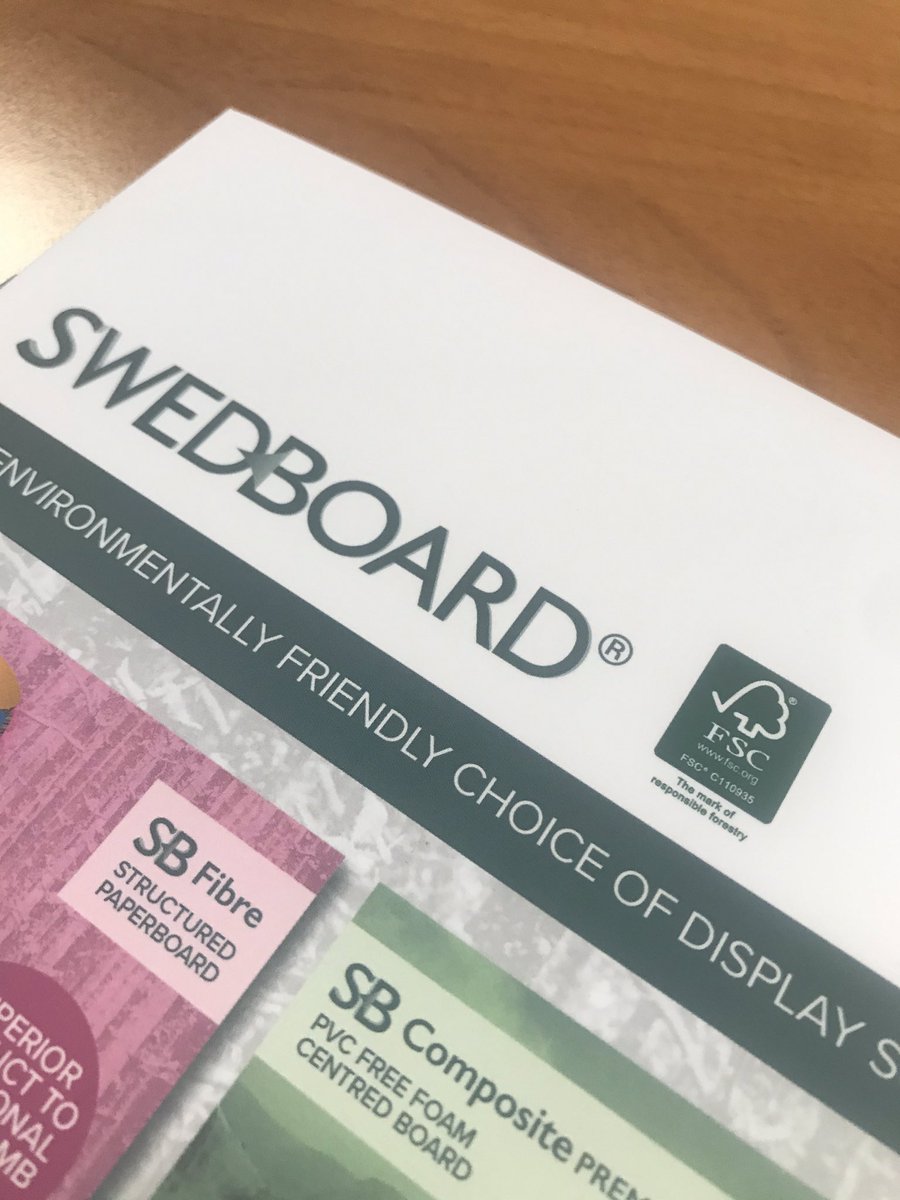 SWEDBOARD®
ENVIRONMENTALLY FRIENDLY CHOICE OF DISPLAY
FSC®
www.fsc.org
FSC® C110935
The mark of
responsible forestry
SB Fibre
STRUCTURED
PAPERBOARD
SB Composite
PVC FREE FOAM
CENTRED BOARD
TO